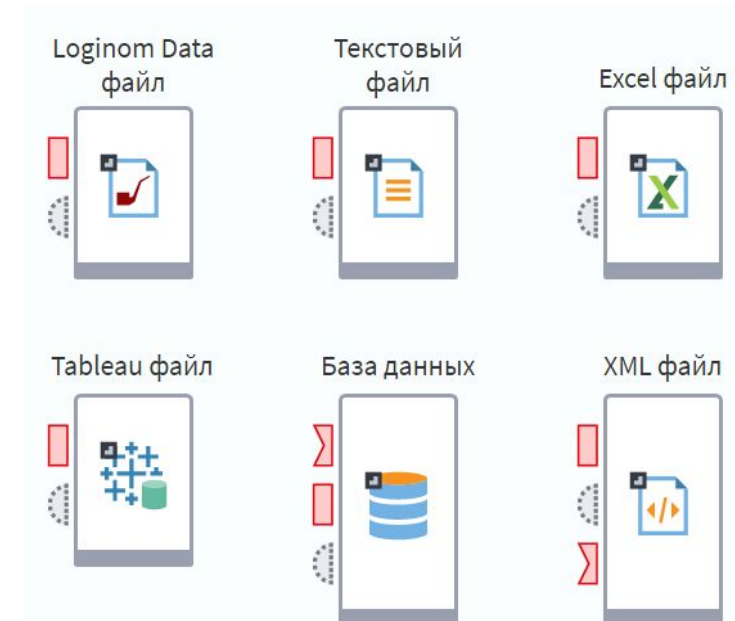 Loginom Data
файл
Текстовый
файл
Excel файл
Tableau файл
База данных
XML файл